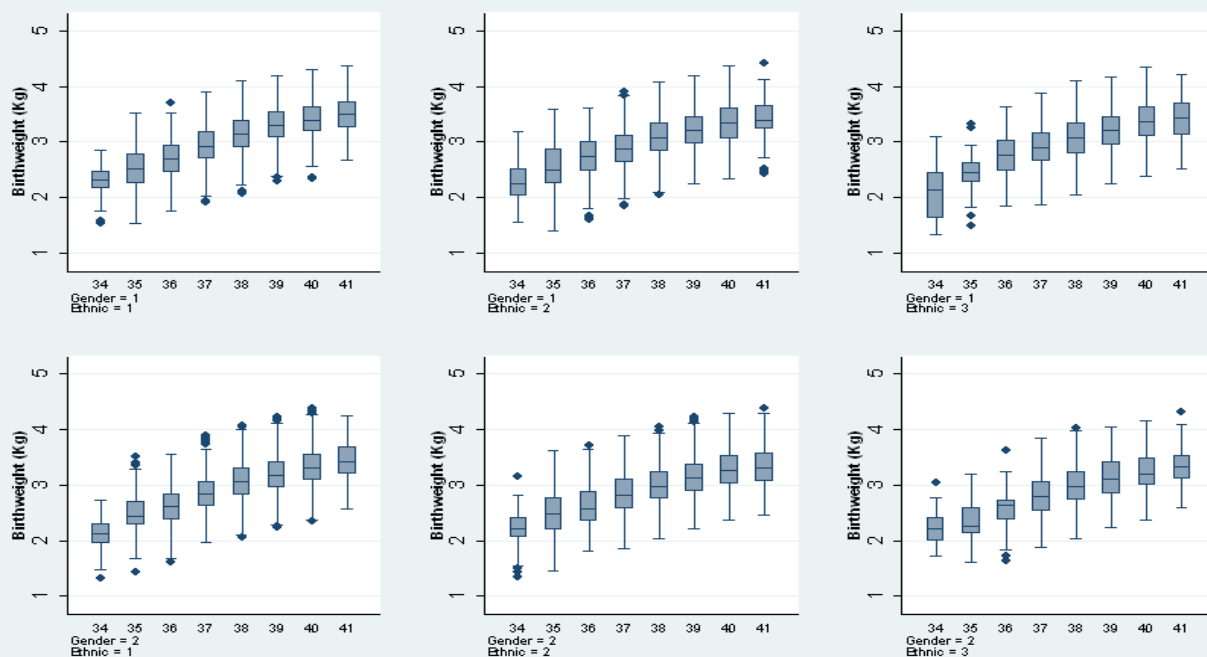 5
4
3
2
1
Birthweight (Kg)
34 35 36 37 38 39 40 41
Gender = 1
Ethnic = 1
5
4
3
2
1
Birthweight (Kg)
34 35 36 37 38 39 40 41
Gender = 1
Ethnic = 2
5
4
3
2
1
Birthweight (Kg)
34 35 36 37 38 39 40 41
Gender = 1
Ethnic = 3
5
4
3
2
1
Birthweight (Kg)
34 35 36 37 38 39 40 41
Gender = 2
Ethnic = 1
5
4
3
2
1
Birthweight (Kg)
34 35 36 37 38 39 40 41
Gender = 2
Ethnic = 2
5
4
3
2
1
Birthweight (Kg)
34 35 36 37 38 39 40 41
Gender = 2
Ethnic = 3